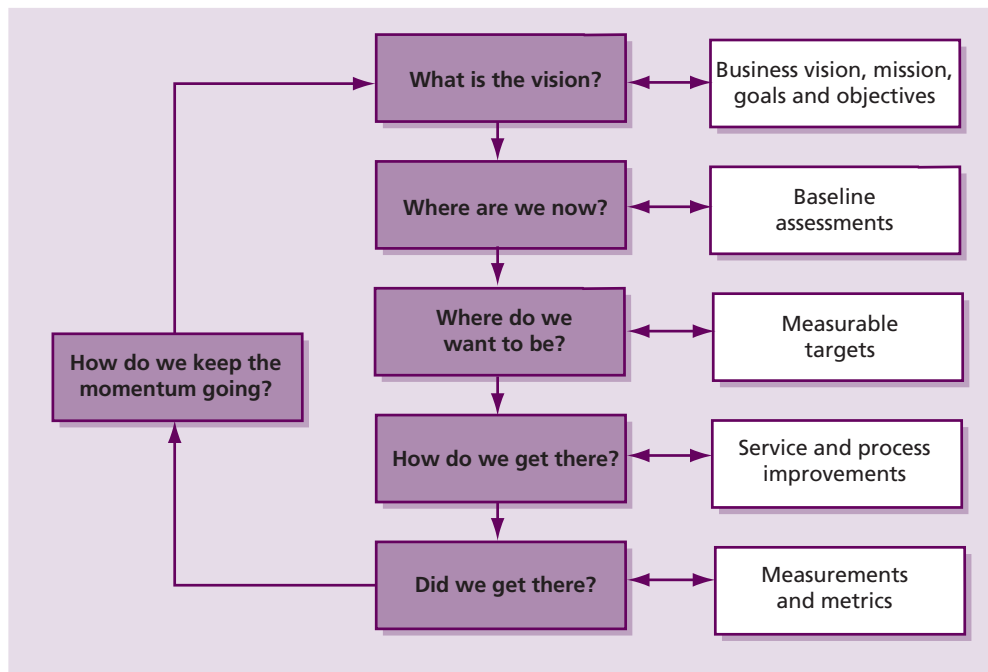 What is the vision?
Business vision, mission,
goals and objectives
Where are we now?
Baseline
assessments
Where do we
want to be?
Measurable
targets
How do we keep the
momentum going?
How do we get there?
Service and process
improvements
Did we get there?
Measurements
and metrics